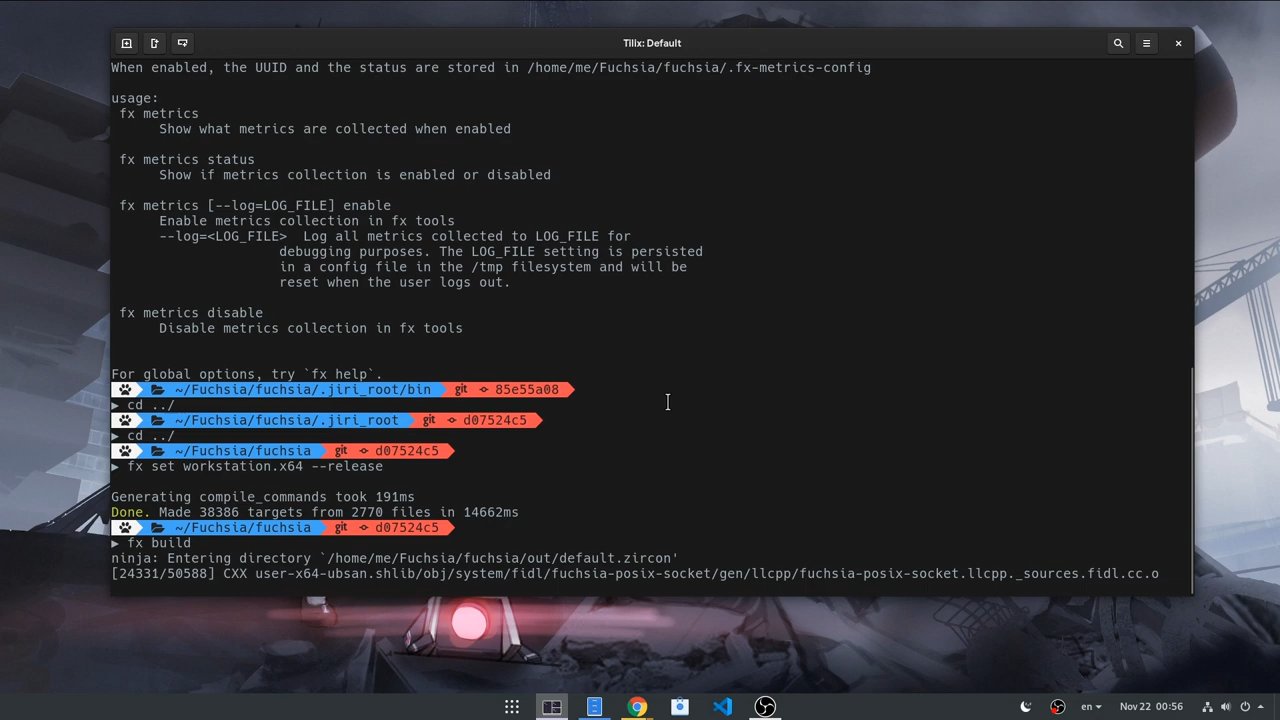 Tilix: Default
When enabled, the UUID and the status are stored in /home/me/Fuchsia/fuchsia/.fx-metrics-config
usage:
fx metrics
Show what metrics are collected when enabled
fx metrics status
Show if metrics collection is enabled or disabled
fx metrics [--log=LOG_FILE] enable
Enable metrics collection in fx tools
--log=<LOG_FILE>  Log all metrics collected to LOG_FILE for
debugging purposes. The LOG_FILE setting is persisted
in a config file in the /tmp filesystem and will be
reset when the user logs out.
fx metrics disable
Disable metrics collection in fx tools
For global options, try `fx help`.
~/Fuchsia/fuchsia/.jiri_root/bin git 85e55a08
▶ cd ../
~/Fuchsia/fuchsia/.jiri_root git d07524c5
▶ cd ../
~/Fuchsia/fuchsia git d07524c5
▶ fx set workstation.x64 --release
Generating compile_commands took 191ms
Done. Made 38386 targets from 2770 files in 14662ms
~/Fuchsia/fuchsia git d07524c5
▶ fx build
ninja: Entering directory `/home/me/Fuchsia/fuchsia/out/default.zircon'
[24331/50588] CXX user-x64-ubsan.shlib/obj/system/fidl/fuchsia-posix-socket/gen/llcpp/fuchsia-posix-socket.llcpp._sources.fidl.cc.o
en Nov 22 00:56